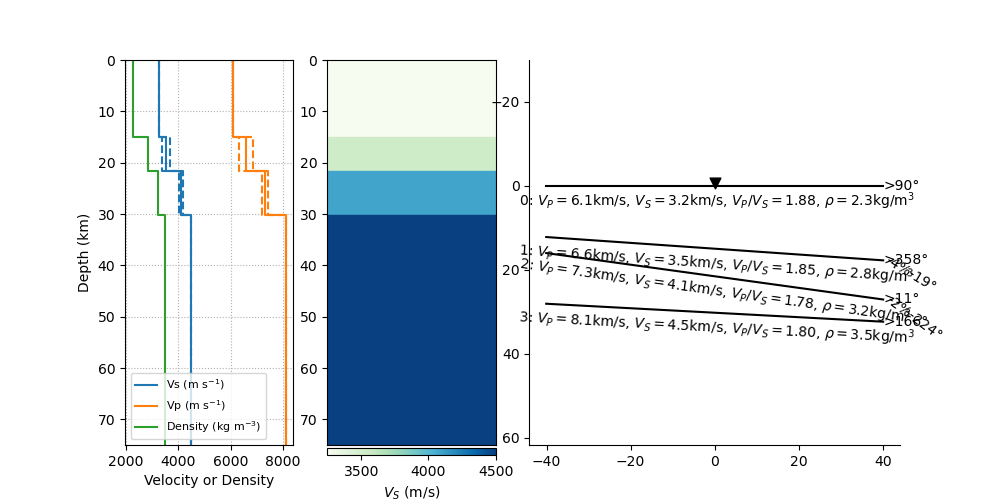 0
10
20
30
40
50
60
70
Depth (km)
2000 4000 6000 8000
Velocity or Density
Vs (m s⁻¹)
Vp (m s⁻¹)
Density (kg m⁻³)
0
10
20
30
40
50
60
70
3500 4000 4500
V_S (m/s)
−20
0
20
40
60
−40 −20 0 20 40
>90°
0: V_P = 6.1km/s, V_S = 3.2km/s, V_P/V_S = 1.88, ρ = 2.3kg/m³
>358°
1: V_P = 6.6km/s, V_S = 3.5km/s, V_P/V_S = 1.85, ρ = 2.8kg/m³
>11°
2: V_P = 7.3km/s, V_S = 4.1km/s, V_P/V_S = 1.78, ρ = 3.2kg/m³
>166°
3: V_P = 8.1km/s, V_S = 4.5km/s, V_P/V_S = 1.80, ρ = 3.5kg/m³